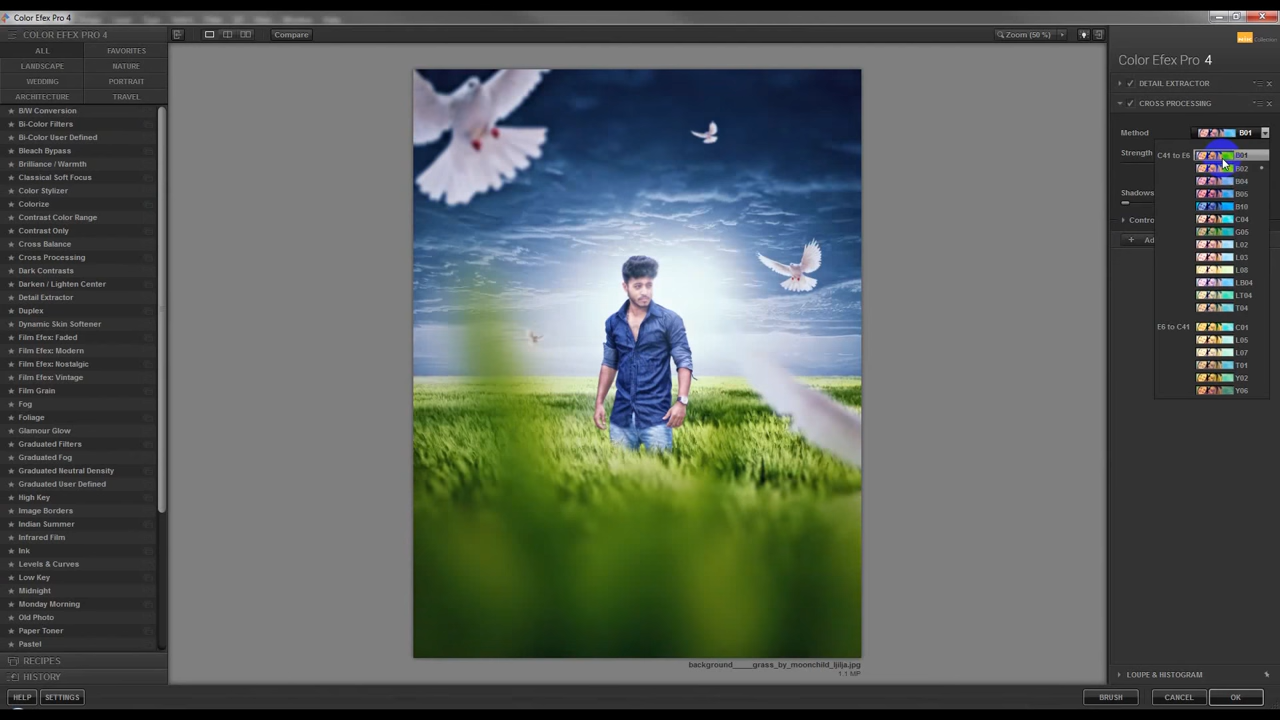 Color Efex Pro 4
COLOR EFEX PRO 4
ALL
FAVORITES
LANDSCAPE
NATURE
WEDDING
PORTRAIT
ARCHITECTURE
TRAVEL
B/W Conversion
Bi-Color Filters
Bi-Color User Defined
Bleach Bypass
Brilliance / Warmth
Classical Soft Focus
Color Stylizer
Colorize
Contrast Color Range
Contrast Only
Cross Balance
Cross Processing
Dark Contrasts
Darken / Lighten Center
Detail Extractor
Duplex
Dynamic Skin Softener
Film Efex: Faded
Film Efex: Modern
Film Efex: Nostalgic
Film Efex: Vintage
Film Grain
Fog
Foliage
Glamour Glow
Graduated Filters
Graduated Fog
Graduated Neutral Density
Graduated User Defined
High Key
Image Borders
Indian Summer
Infrared Film
Ink
Levels & Curves
Low Key
Midnight
Monday Morning
Old Photo
Paper Toner
Pastel
RECIPES
HISTORY
HELP
SETTINGS
Compare
Zoom (50 %)
background_____grass_by_moonchild_ljilja.jpg
1.1 MP
Color Efex Pro 4
DETAIL EXTRACTOR
CROSS PROCESSING
Method
B01
Strength
Shadows
Contro
Ad
C41 to E6
B01
B02
B04
B05
B10
C04
G05
L02
L03
L08
LB04
LT04
T04
E6 to C41
C01
L05
L07
T01
Y02
Y06
LOUPE & HISTOGRAM
BRUSH
CANCEL
OK